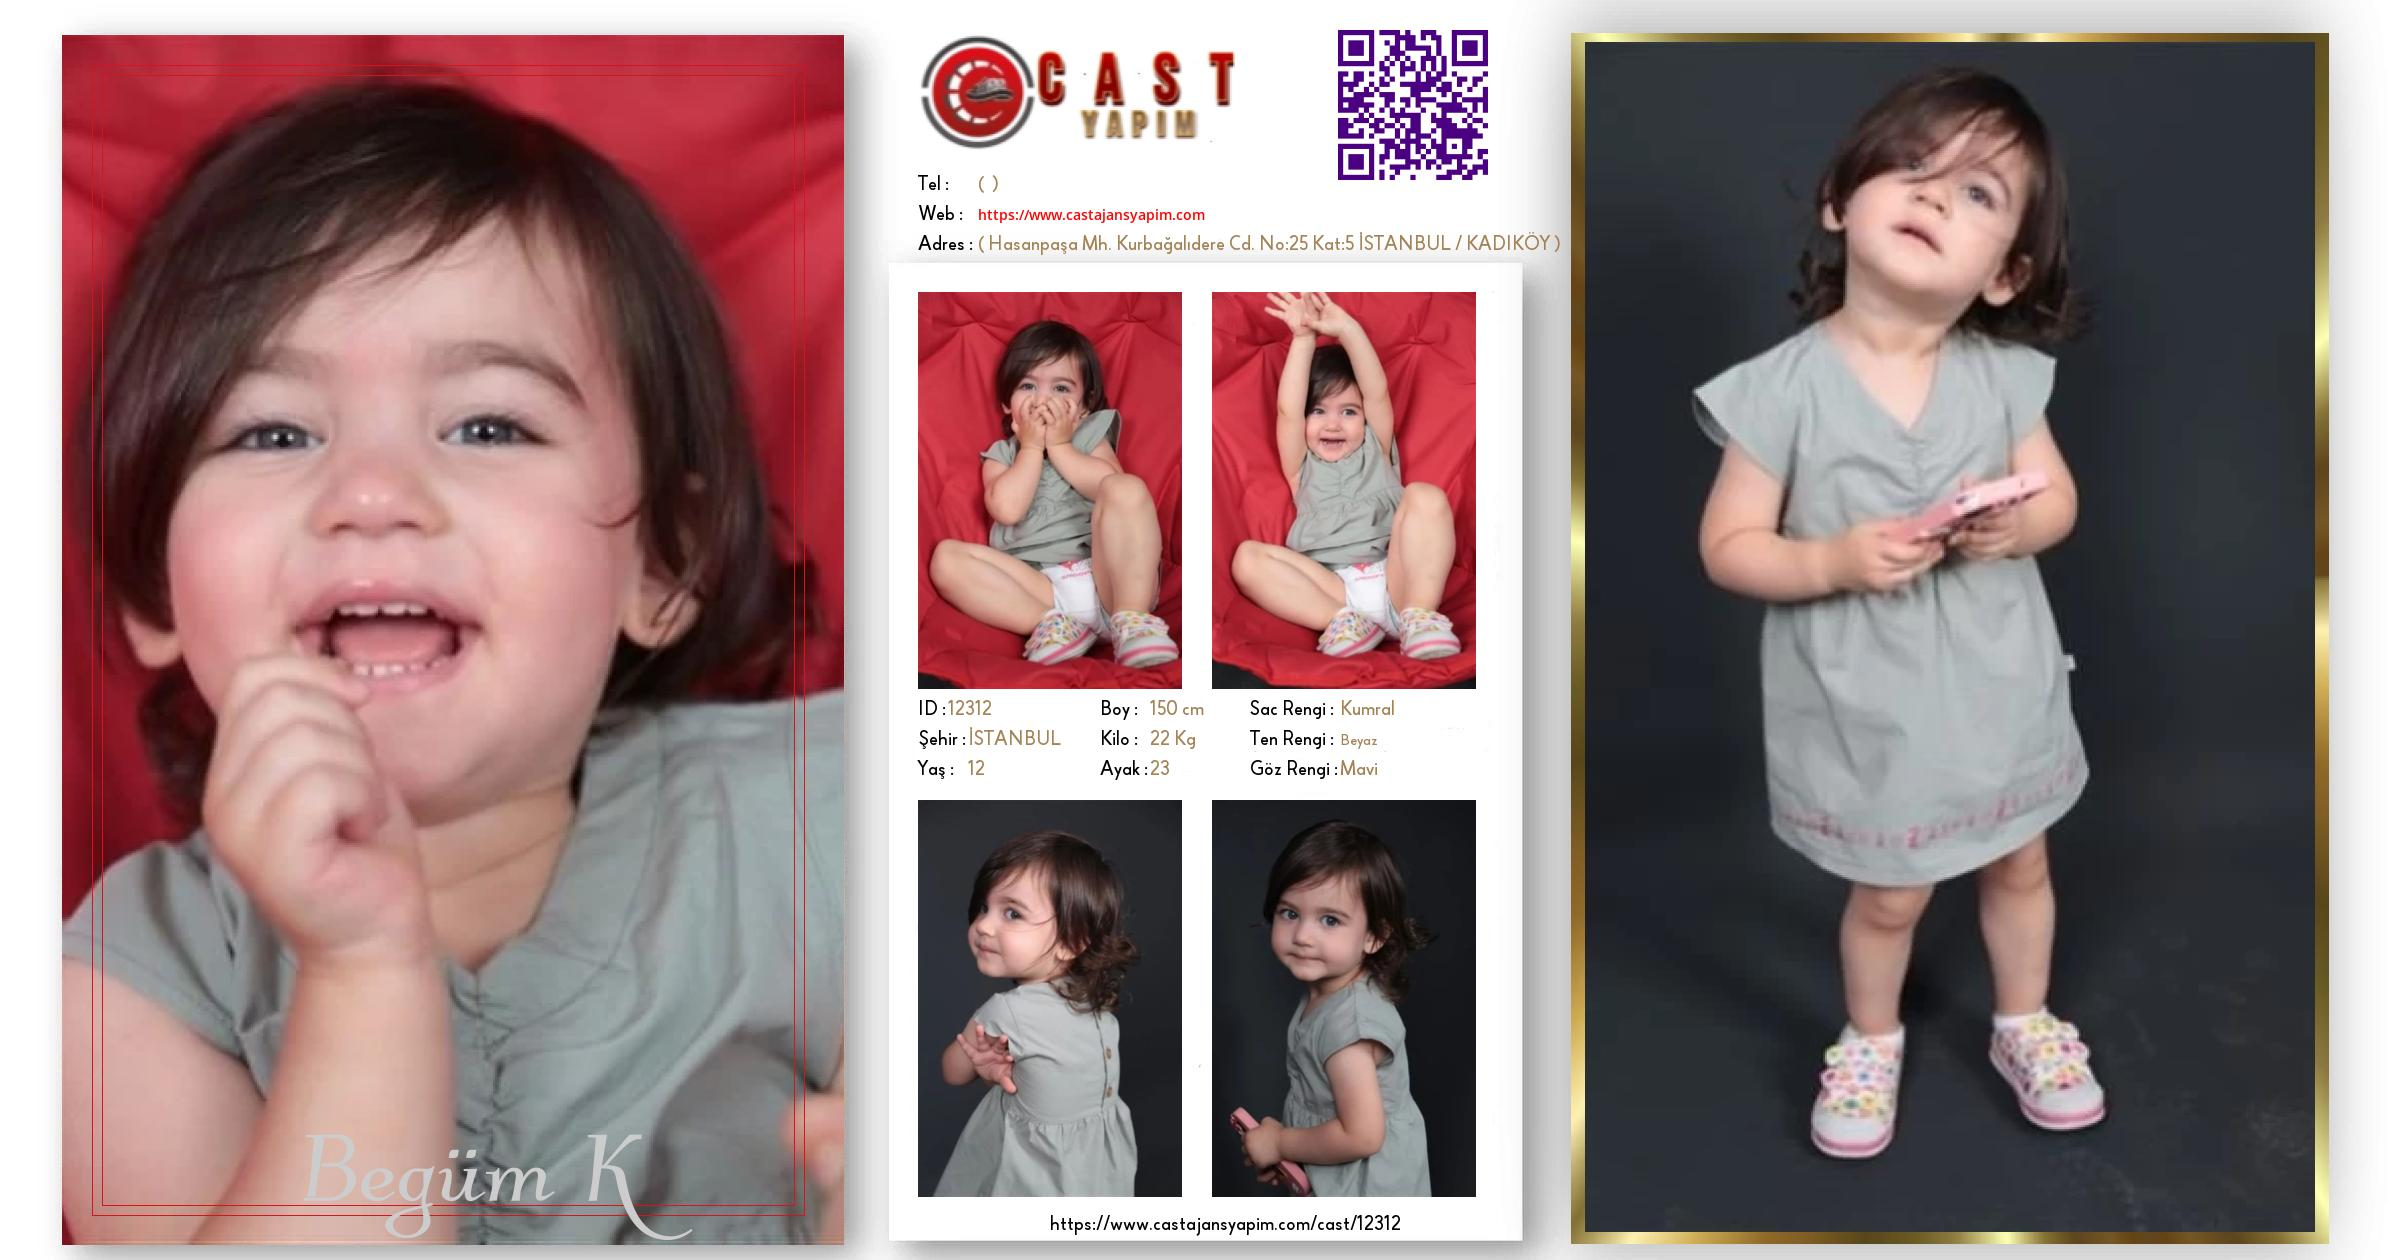 CAST
YAPIM
Tel : ( )
Web : https://www.castajansyapim.com
Adres : ( Hasanpaşa Mh. Kurbağalıdere Cd. No:25 Kat:5 İSTANBUL / KADIKÖY )
ID : 12312 Boy : 150 cm Sac Rengi : Kumral
Şehir : İSTANBUL Kilo : 22 Kg Ten Rengi : Beyaz
Yaş : 12 Ayak : 23 Göz Rengi : Mavi
https://www.castajansyapim.com/cast/12312
Begüm K